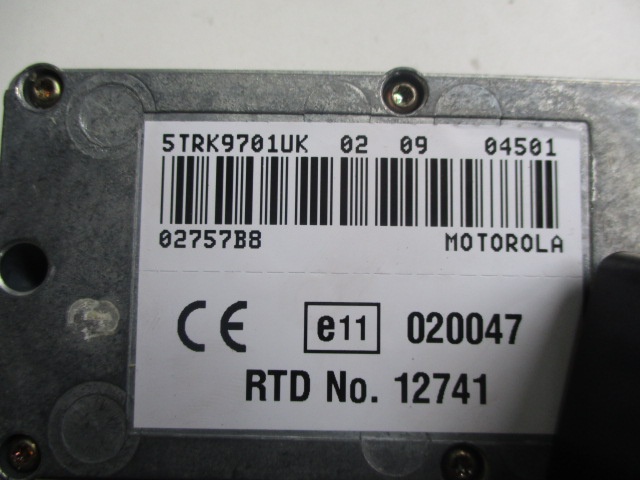 5TRK9701UK 02 09 04501
02757B8 MOTOROLA
CE e11 020047
RTD No. 12741